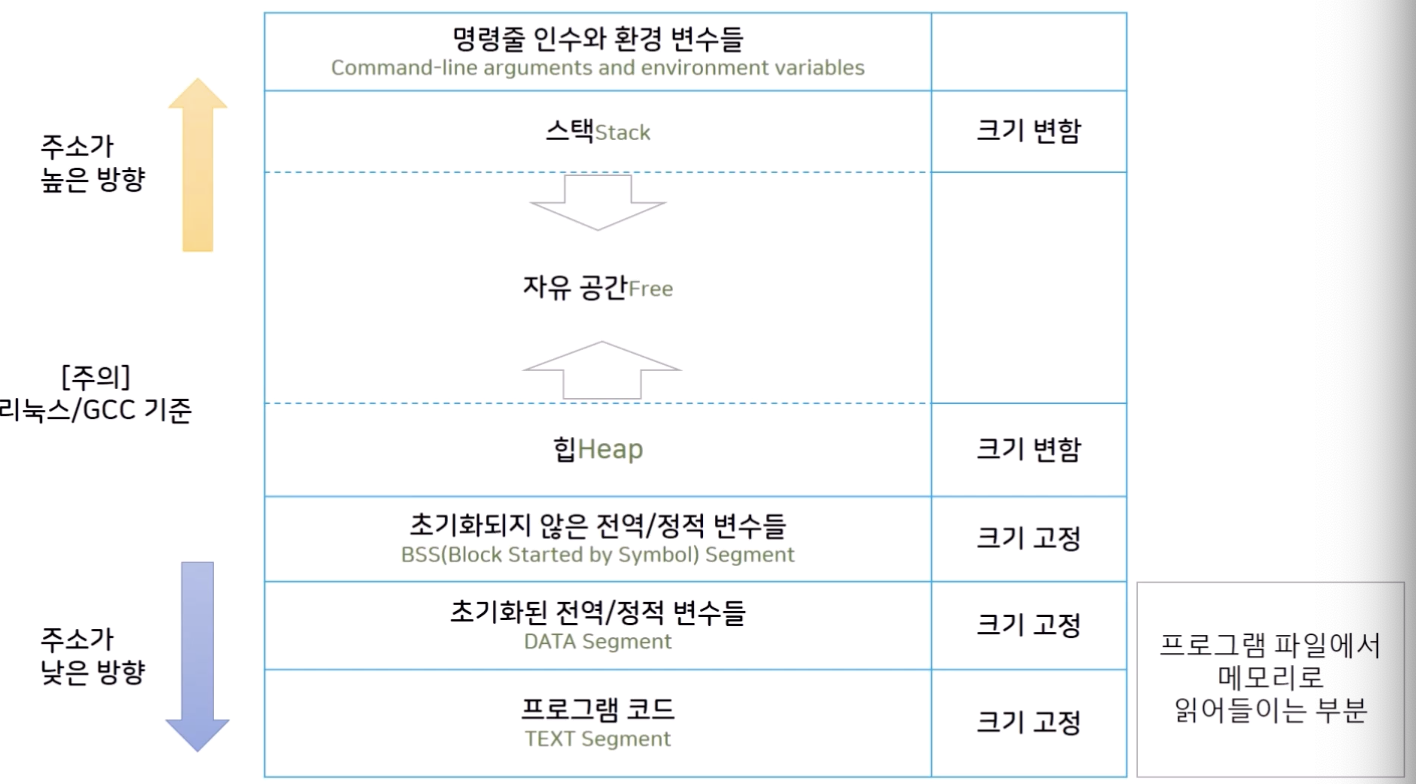 명령줄 인수와 환경 변수들
Command-line arguments and environment variables
주소가
높은 방향
스택Stack
크기 변함
자유 공간Free
[주의]
리눅스/GCC 기준
힙Heap
크기 변함
초기화되지 않은 전역/정적 변수들
BSS(Block Started by Symbol) Segment
크기 고정
주소가
낮은 방향
초기화된 전역/정적 변수들
DATA Segment
크기 고정
프로그램 코드
TEXT Segment
크기 고정
프로그램 파일에서
메모리로
읽어들이는 부분